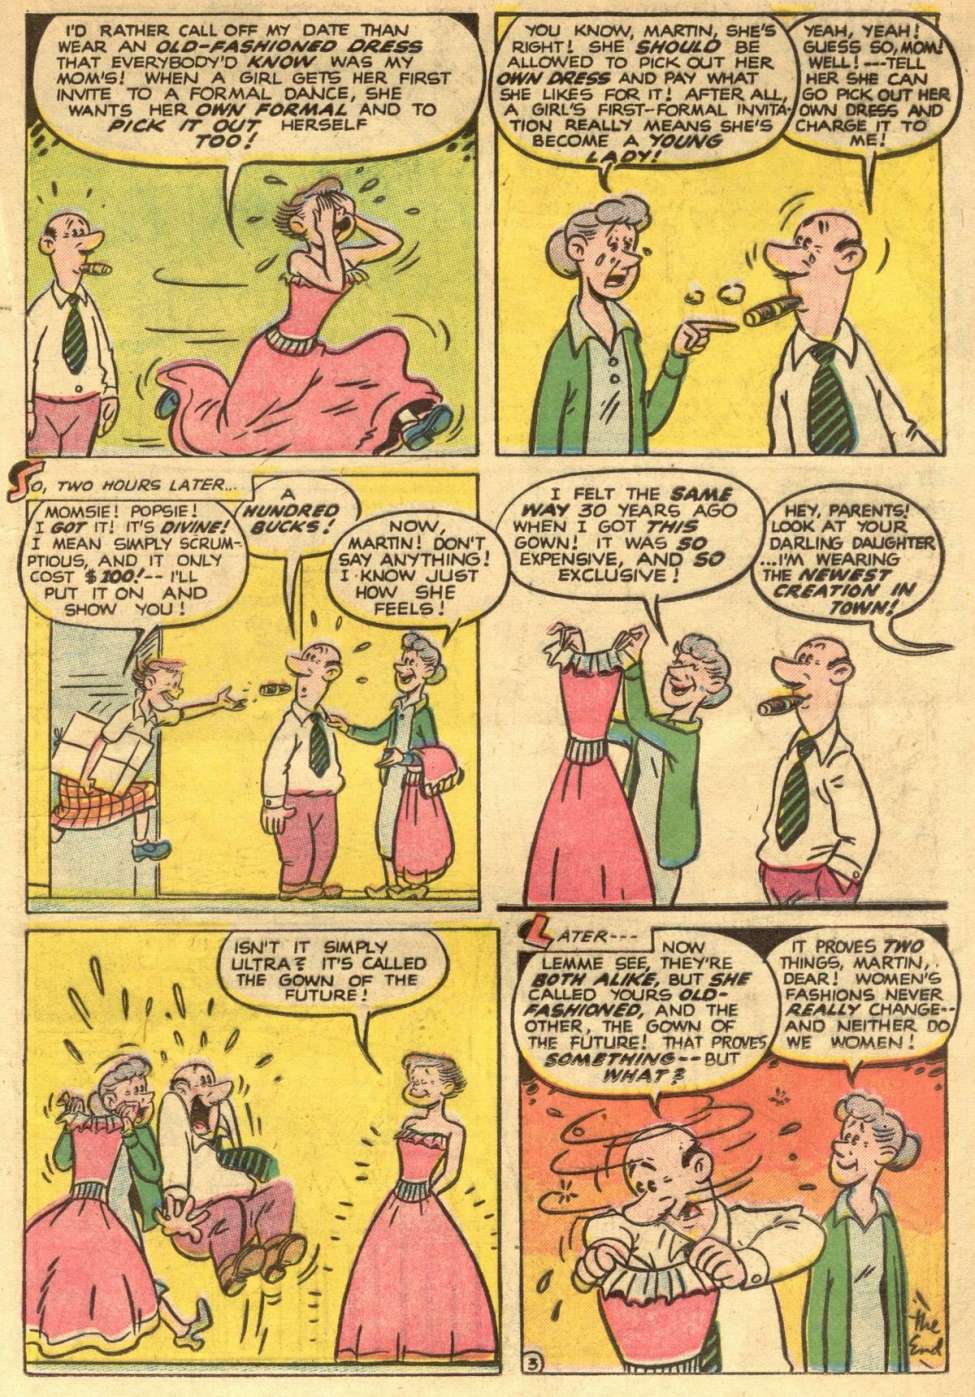 I'D RATHER CALL OFF MY DATE THAN
WEAR AN OLD-FASHIONED DRESS
THAT EVERYBODY'D KNOW WAS MY
MOM'S! WHEN A GIRL GETS HER FIRST
INVITE TO A FORMAL DANCE, SHE
WANTS HER OWN FORMAL AND TO
PICK IT OUT HERSELF
TOO!
YOU KNOW, MARTIN, SHE'S
RIGHT! SHE SHOULD BE
ALLOWED TO PICK OUT HER
OWN DRESS AND PAY WHAT
SHE LIKES FOR IT! AFTER ALL,
A GIRL'S FIRST-FORMAL INVITA-
TION REALLY MEANS SHE'S
BECOME A YOUNG
LADY!
YEAH, YEAH!
GUESS SO, MOM!
WELL!---TELL
HER SHE CAN
GO PICK OUT HER
OWN DRESS AND
CHARGE IT TO
ME!
SO, TWO HOURS LATER...
MOMSIE! POPSIE!
I GOT IT! IT'S DIVINE!
I MEAN SIMPLY SCRUM-
PTIOUS, AND IT ONLY
COST $100!-- I'LL
PUT IT ON AND
SHOW YOU!
A
HUNDRED
BUCKS!
NOW,
MARTIN! DON'T
SAY ANYTHING!
I KNOW JUST
HOW SHE
FEELS!
I FELT THE SAME
WAY 30 YEARS AGO
WHEN I GOT THIS
GOWN! IT WAS SO
EXPENSIVE, AND SO
EXCLUSIVE!
HEY, PARENTS!
LOOK AT YOUR
DARLING DAUGHTER
...I'M WEARING
THE NEWEST
CREATION IN
TOWN!
ISN'T IT SIMPLY
ULTRA? IT'S CALLED
THE GOWN OF THE
FUTURE!
LATER---
NOW
LEMME SEE, THEY'RE
BOTH ALIKE, BUT SHE
CALLED YOURS OLD-
FASHIONED, AND THE
OTHER, THE GOWN OF
THE FUTURE! THAT PROVES
SOMETHING--BUT
WHAT?
IT PROVES TWO
THINGS, MARTIN,
DEAR! WOMEN'S
FASHIONS NEVER
REALLY CHANGE--
AND NEITHER DO
WE WOMEN!
The
End
3